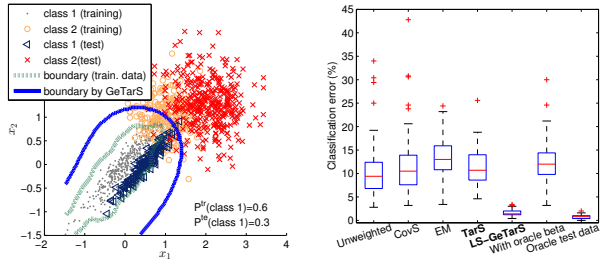 class 1 (training)
class 2 (training)
class 1 (test)
class 2(test)
boundary (train. data)
boundary by GeTarS
x2
1
0.5
0
-0.5
-1
-1.5
-2 -1 0 1 2 3 4
x1
P^tr(class 1)=0.6
P^te(class 1)=0.3
Classification error (%)
45
40
35
30
25
20
15
10
5
0
Unweighted
CovS
EM
TarS
LS-GeTarS
With oracle beta
Oracle test data